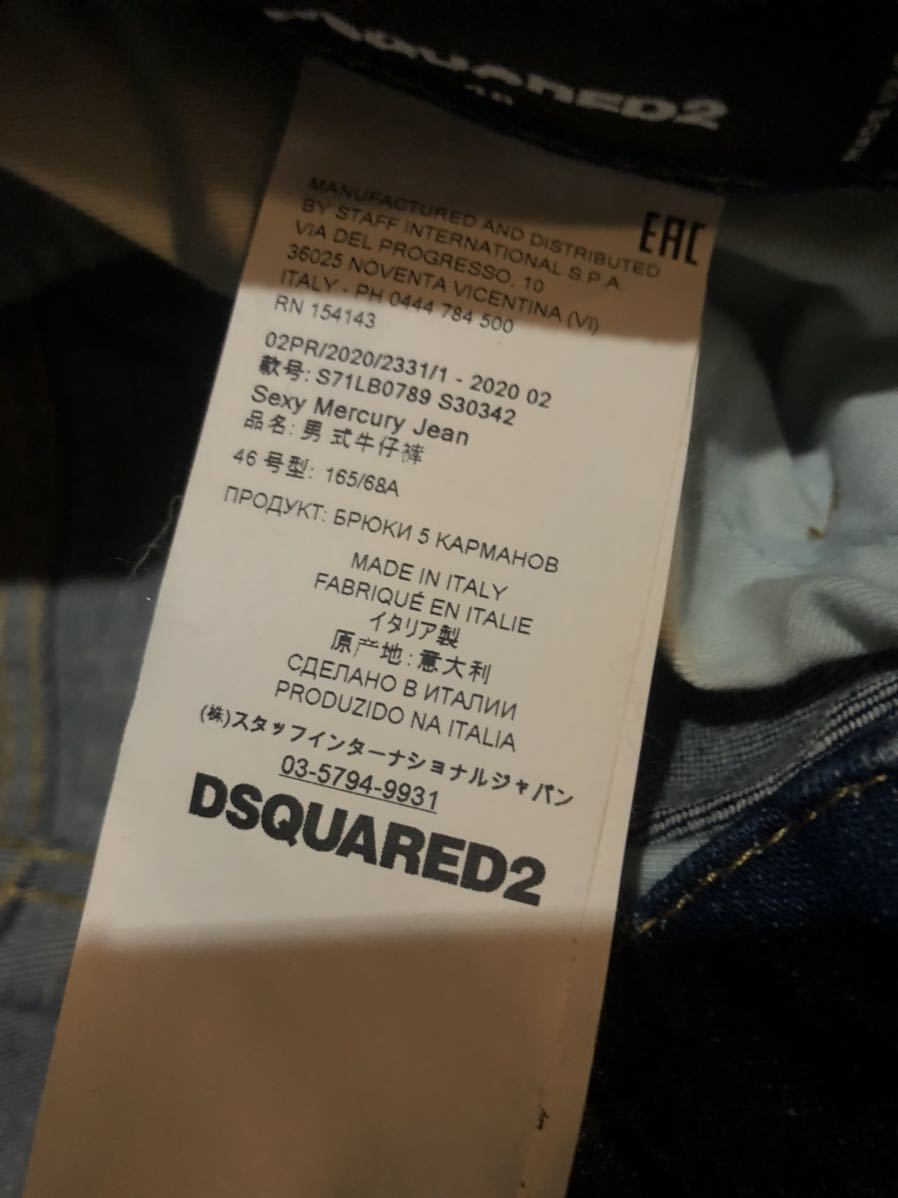 DSQUARED2
MANUFACTURED AND DISTRIBUTED
BY STAFF INTERNATIONAL S.P.A.
VIA DEL PROGRESSO, 10
36025 NOVENTA VICENTINA (VI)
ITALY - PH 0444 784 500
RN 154143
EAC
02PR/2020/2331/1 - 2020 02
款号: S71LB0789 S30342
Sexy Mercury Jean
品名: 男 式牛仔裤
46 号型: 165/68A
ПРОДУКТ: БРЮКИ 5 КАРМАНОВ
MADE IN ITALY
FABRIQUÉ EN ITALIE
イタリア製
原产地: 意大利
СДЕЛАНО В ИТАЛИИ
PRODUZIDO NA ITALIA
(株)スタッフインターナショナルジャパン
03-5794-9931
DSQUARED2